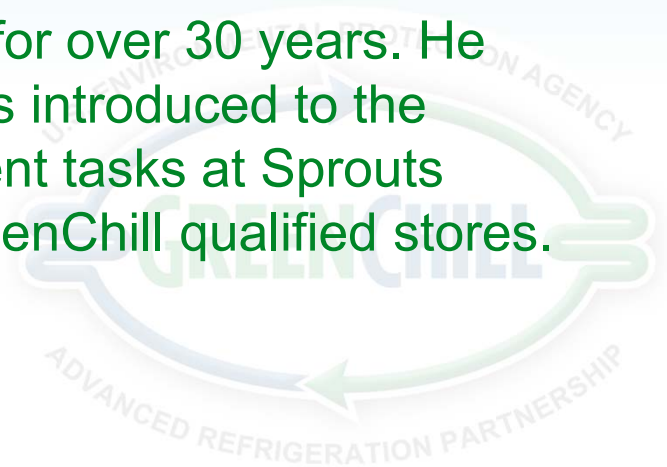 for over 30 years. He
s introduced to the
ent tasks at Sprouts
enChill qualified stores.
U.S. ENVIRONMENTAL PROTECTION AGENCY
GREENCHILL
ADVANCED REFRIGERATION PARTNERSHIP